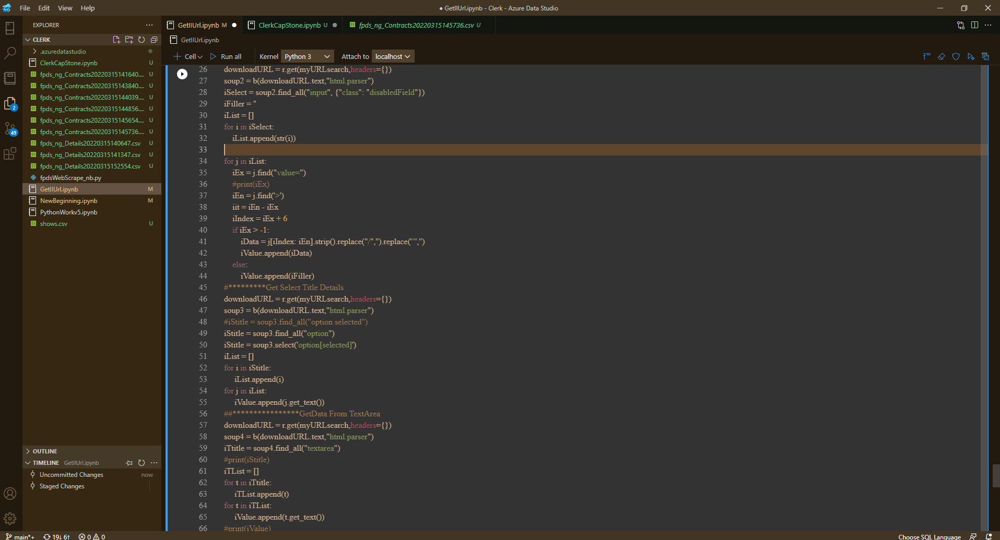 File Edit View Help
● GetIIUrl.ipynb - Clerk - Azure Data Studio
EXPLORER
CLERK
.azuredatastudio
ClerkCapStone.ipynb U
fpds_ng_Contracts20220315141640.... U
fpds_ng_Contracts20220315143840.... U
fpds_ng_Contracts20220315144039.... U
fpds_ng_Contracts20220315144856.... U
fpds_ng_Contracts20220315145654.... U
fpds_ng_Contracts20220315145736.... U
fpds_ng_Details20220315140647.csv U
fpds_ng_Details20220315141347.csv U
fpds_ng_Details20220315152554.csv U
fpdsWebScrape_nb.py
GetIIUrl.ipynb M
NewBeginning.ipynb M
PythonWorkv5.ipynb
shows.csv U
2
49
OUTLINE
TIMELINE GetIIUrl.ipynb
Uncommitted Changes now
Staged Changes
GetIIUrl.ipynb M ●
ClerkCapStone.ipynb U ●
fpds_ng_Contracts20220315145736.csv U
GetIIUrl.ipynb
Cell Run all Kernel Python 3 Attach to localhost
26 downloadURL = r.get(myURLsearch,headers={})
27 soup2 = b(downloadURL.text,"html.parser")
28 iSelect = soup2.find_all("input", {"class": "disabledField"})
29 iFiller = ''
30 iList = []
31 for i in iSelect:
32 iList.append(str(i))
33
34 for j in iList:
35 iEx = j.find("value=")
36 #print(iEx)
37 iEn = j.find('>')
38 iit = iEn - iEx
39 iIndex = iEx + 6
40 if iEx > -1:
41 iData = j[iIndex: iEn].strip().replace("/",'').replace('"','')
42 iValue.append(iData)
43 else:
44 iValue.append(iFiller)
45 #*********Get Select Title Details
46 downloadURL = r.get(myURLsearch,headers={})
47 soup3 = b(downloadURL.text,"html.parser")
48 #iStitle = soup3.find_all("option selected")
49 iStitle = soup3.find_all("option")
50 iStitle = soup3.select('option[selected]')
51 iList = []
52 for i in iStitle:
53 iList.append(i)
54 for j in iList:
55 iValue.append(j.get_text())
56 ##****************GetData From TextArea
57 downloadURL = r.get(myURLsearch,headers={})
58 soup4 = b(downloadURL.text,"html.parser")
59 iTtitle = soup4.find_all("textarea")
60 #print(iStitle)
61 iTList = []
62 for t in iTtitle:
63 iTList.append(t)
64 for t in iTList:
65 iValue.append(t.get_text())
66 #print(iValue)
main*+ 19↓ 6↑ 0 0
Choose SQL Language